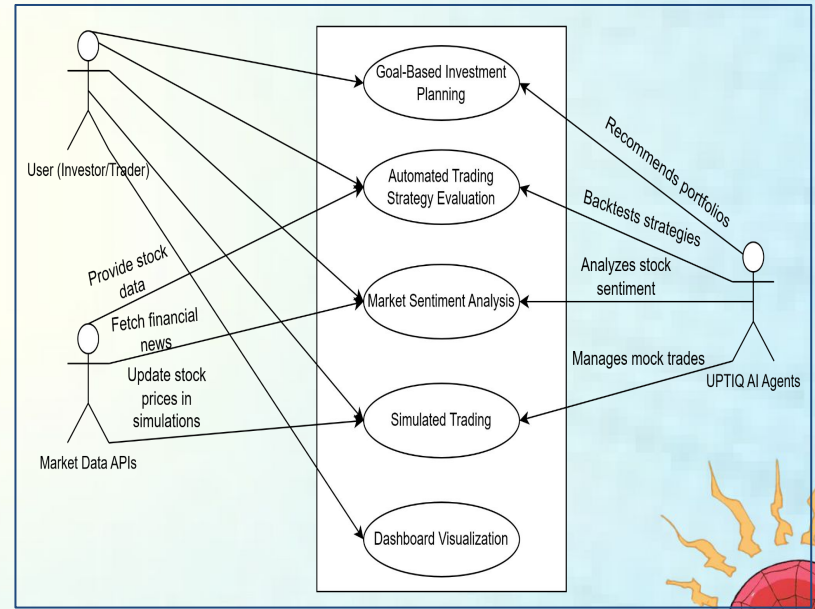 Goal-Based Investment
Planning
User (Investor/Trader)
Automated Trading
Strategy Evaluation
Recommends portfolios
Backtests strategies
Provide stock
data
Analyzes stock
sentiment
Market Sentiment Analysis
Fetch financial
news
Manages mock trades
UPTIQ AI Agents
Update stock
prices in
simulations
Simulated Trading
Market Data APIs
Dashboard Visualization